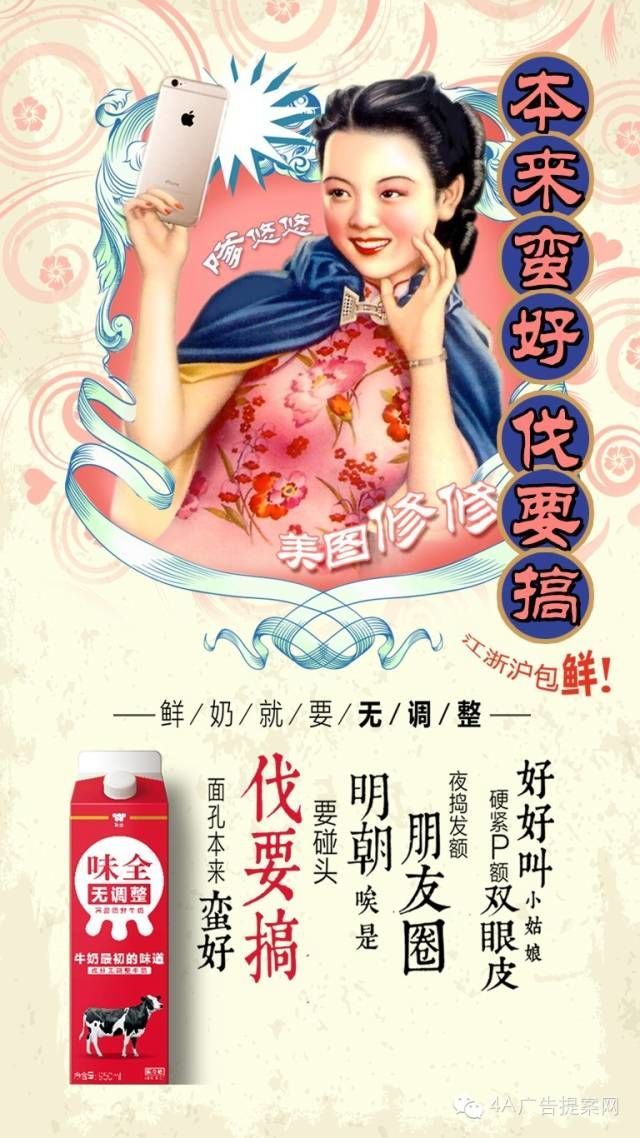 本来蛮好 伐要搞
iPhone
嗲悠悠
美图修修
江浙沪包鲜!
鲜/奶/就/要/无/调/整
好好叫小姑娘
硬紧P额双眼皮
夜捣发额
朋友圈
明朝唉是
要碰头
伐要搞
面孔本来蛮好
味全
无调整
牛奶最初的味道
950ml
4A广告提案网